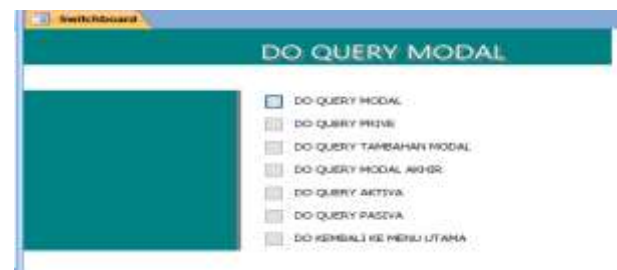 Switchboard
DO QUERY MODAL
DO QUERY MODAL
DO QUERY PRIVE
DO QUERY TAMBAHAN MODAL
DO QUERY MODAL AKHIR
DO QUERY AKTIVA
DO QUERY PASIVA
DO KEMBALI KE MENU UTAMA